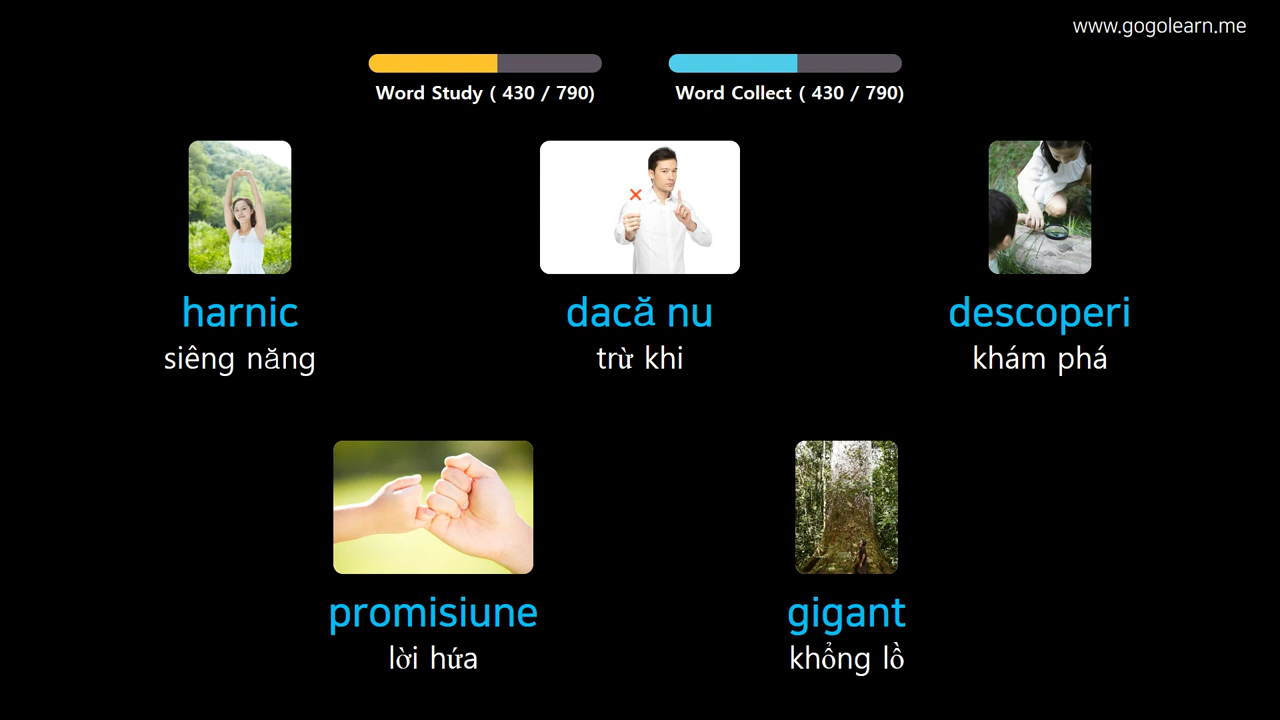 www.gogolearn.me
Word Study ( 430 / 790)
Word Collect ( 430 / 790)
harnic
siêng năng
dacă nu
trừ khi
descoperi
khám phá
promisiune
lời hứa
gigant
khổng lồ